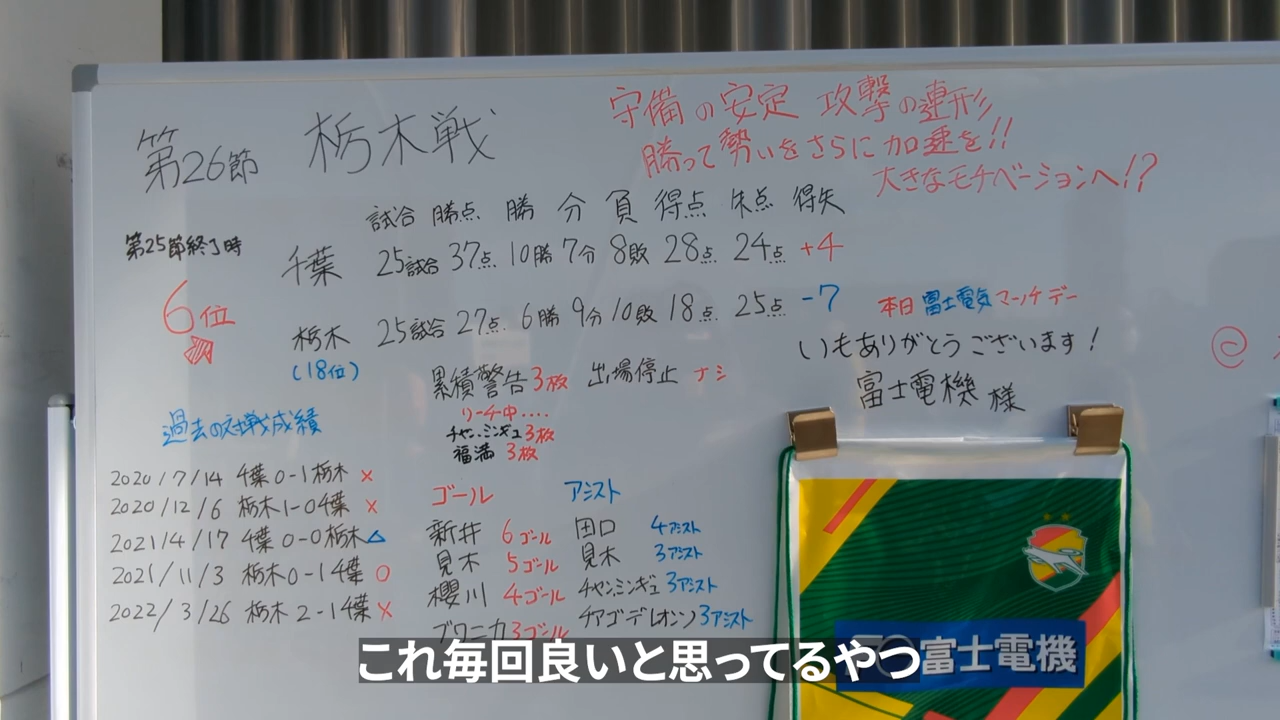 第26節 栃木戦
守備の安定 攻撃の連形
勝って勢いをさらに加速を!!
大きなモチベーションへ!?
試合 勝点 勝 分 負 得点 失点 得失
第25節終了時
6位
千葉 25試合 37点 10勝 7分 8敗 28点 24点 +4
栃木 25試合 27点 6勝 9分 10敗 18点 25点 -7
(18位)
本日 富士電気マッチデー
いもありがとうございます!
富士電機 様
累積警告 3枚 出場停止 ナシ
リーチ中....
チャン・ミンギュ 3枚
福満 3枚
過去の対戦成績
2020/7/14 千葉 0-1 栃木 ×
2020/12/6 栃木 1-0 千葉 ×
2021/4/17 千葉 0-0 栃木 △
2021/11/3 栃木 0-1 千葉 ○
2022/3/26 栃木 2-1 千葉 ×
ゴール アシスト
新井 6ゴール 田口 4アシスト
見木 5ゴール 見木 3アシスト
櫻川 4ゴール チャンミンギュ 3アシスト
ブワニカ 3ゴール チアゴ・デ・レオンソ 3アシスト
富士電機
これ毎回良いと思ってるやつ